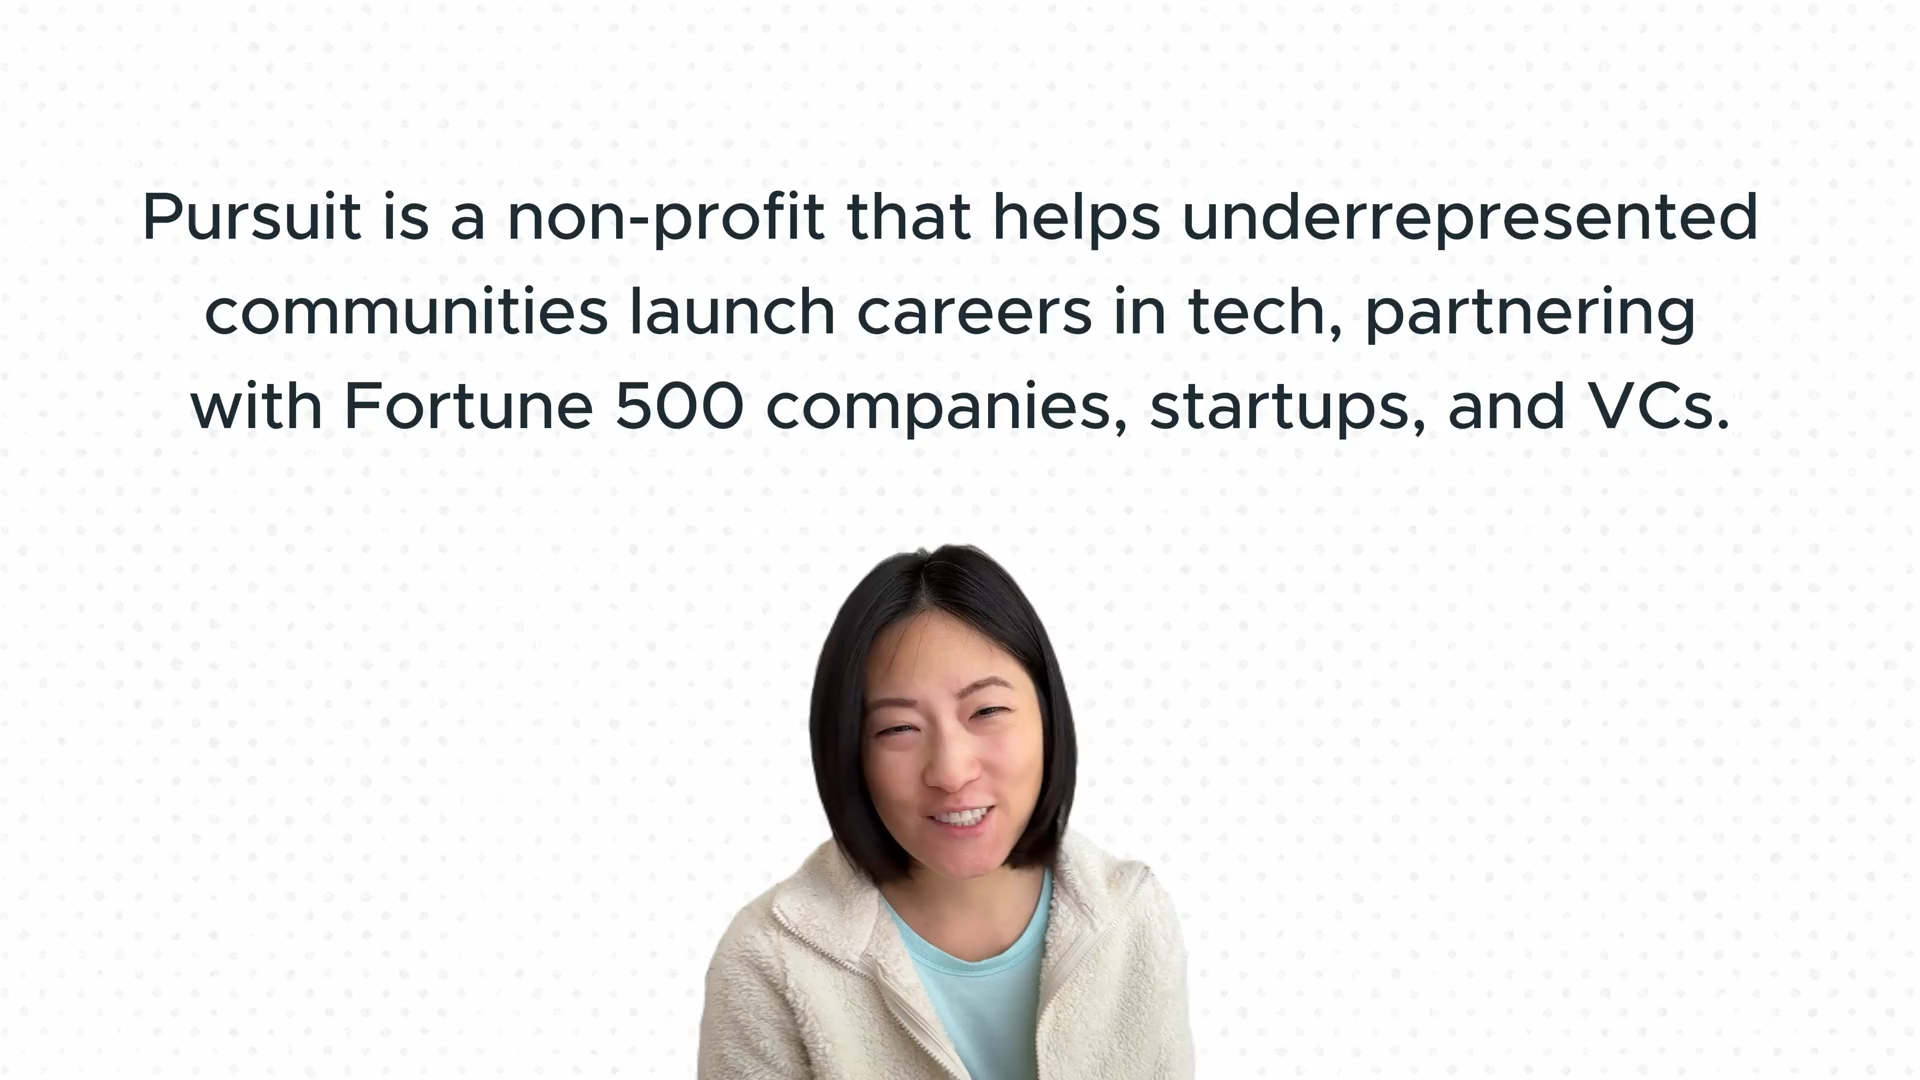 Pursuit is a non-profit that helps underrepresented
communities launch careers in tech, partnering
with Fortune 500 companies, startups, and VCs.